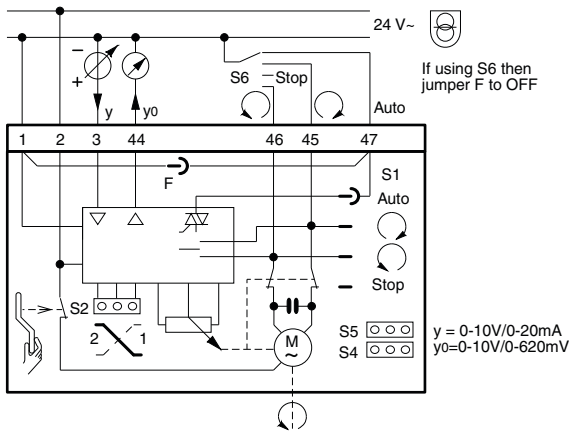 24 V~
If using S6 then
jumper F to OFF
− +
S6 Stop
y y0
Auto
1 2 3 44 46 45 47
F
S1
Auto
Stop
S2
2 1
M
~
S5 y = 0-10V/0-20mA
S4 y0=0-10V/0-620mV